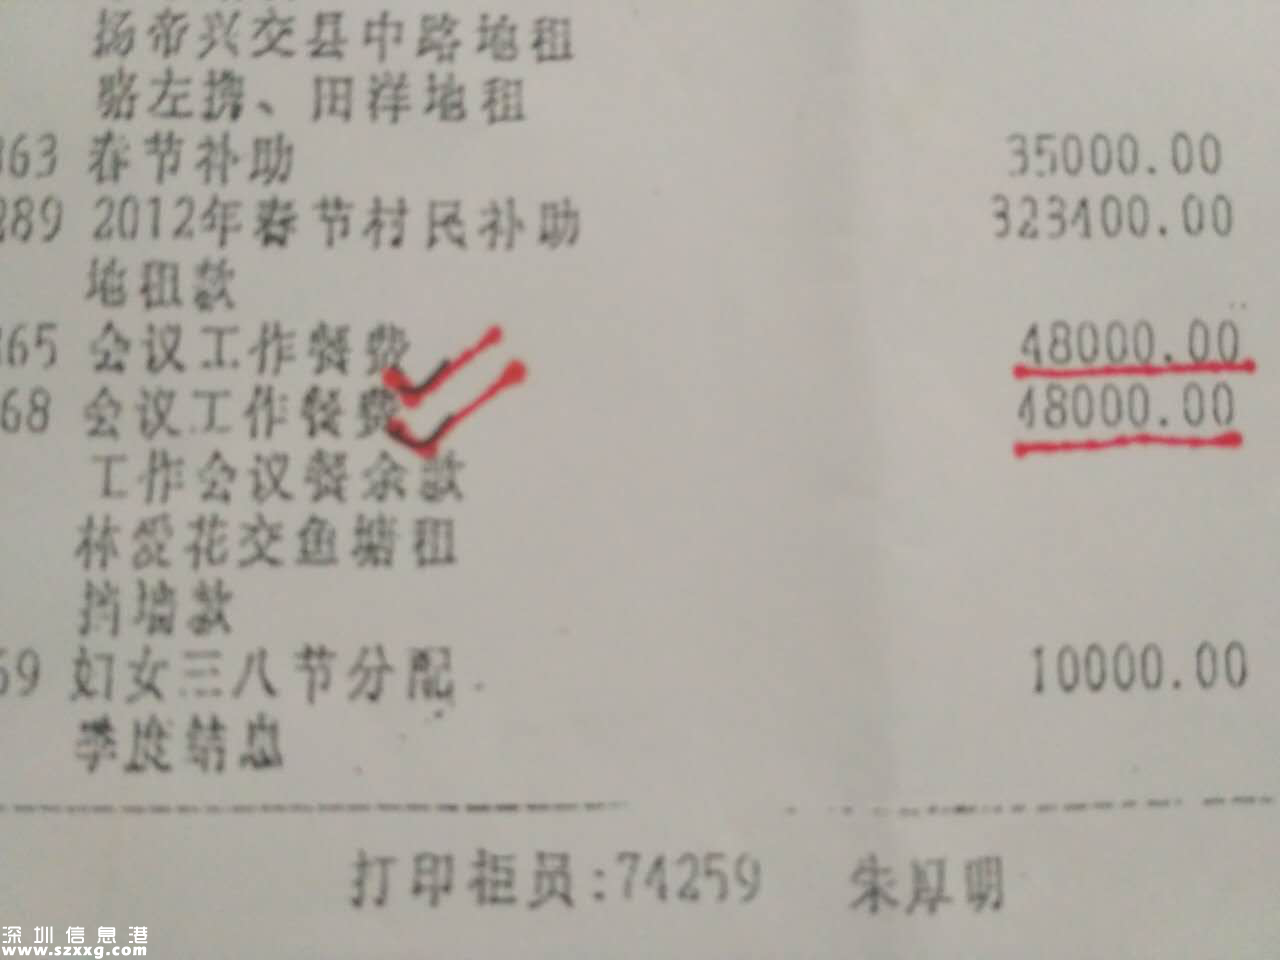 扬帝兴交县中路地租
骆左携、田洋地租
363 春节补助 35000.00
289 2012年春节村民补助 323400.00
地租款
365 会议工作餐费 48000.00
68 会议工作餐费 48000.00
工作会议餐余款
林爱花交鱼塘租
挡墙款
69 妇女三八节分配 10000.00
季度结息
打印柜员:74259 朱厚明
深圳信息港
www.szxxg.com